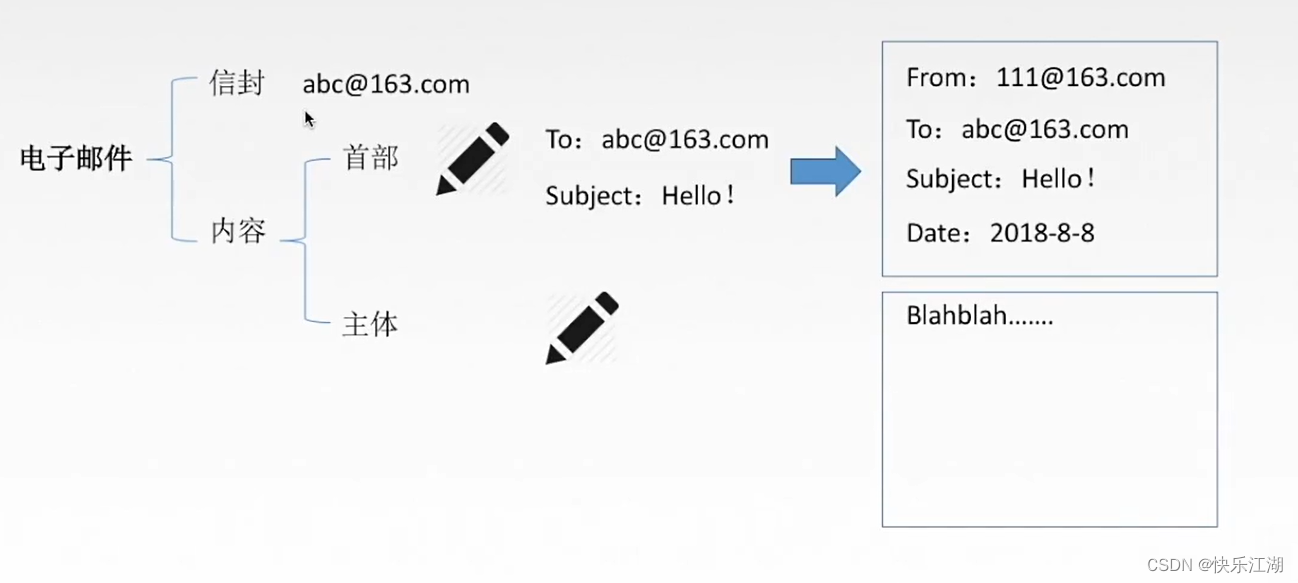 信封 abc@163.com
电子邮件
首部
To：abc@163.com
Subject：Hello！
内容
主体
From：111@163.com
To：abc@163.com
Subject：Hello！
Date：2018-8-8
Blahblah.......
CSDN @快乐江湖